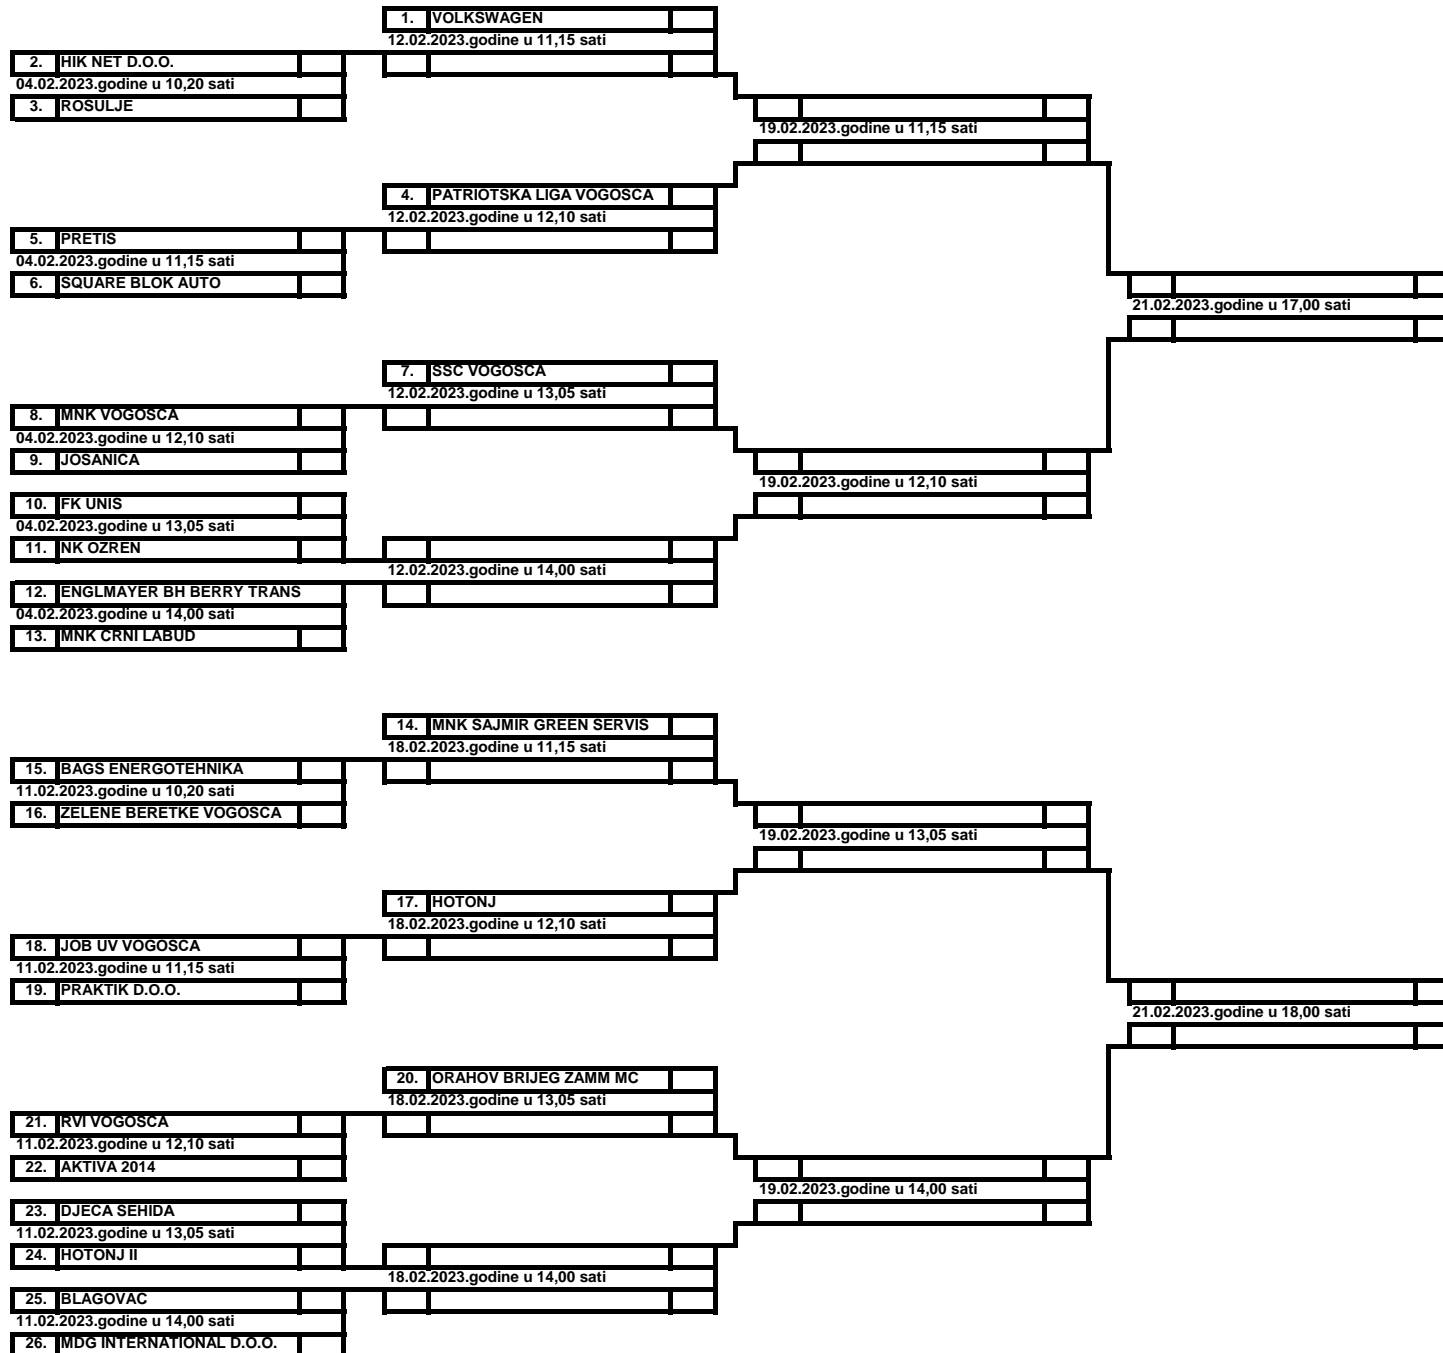 1. VOLKSWAGEN
12.02.2023.godine u 11,15 sati
2. HIK NET D.O.O.
04.02.2023.godine u 10,20 sati
3. ROSULJE
19.02.2023.godine u 11,15 sati
4. PATRIOTSKA LIGA VOGOSCA
12.02.2023.godine u 12,10 sati
5. PRETIS
04.02.2023.godine u 11,15 sati
6. SQUARE BLOK AUTO
21.02.2023.godine u 17,00 sati
7. SSC VOGOSCA
12.02.2023.godine u 13,05 sati
8. MNK VOGOSCA
04.02.2023.godine u 12,10 sati
9. JOSANICA
19.02.2023.godine u 12,10 sati
10. FK UNIS
04.02.2023.godine u 13,05 sati
11. NK OZREN
12.02.2023.godine u 14,00 sati
12. ENGLMAYER BH BERRY TRANS
04.02.2023.godine u 14,00 sati
13. MNK CRNI LABUD
14. MNK SAJMIR GREEN SERVIS
18.02.2023.godine u 11,15 sati
15. BAGS ENERGOTEHNIKA
11.02.2023.godine u 10,20 sati
16. ZELENE BERETKE VOGOSCA
19.02.2023.godine u 13,05 sati
17. HOTONJ
18.02.2023.godine u 12,10 sati
18. JOB UV VOGOSCA
11.02.2023.godine u 11,15 sati
19. PRAKTIK D.O.O.
21.02.2023.godine u 18,00 sati
20. ORAHOV BRIJEG ZAMM MC
18.02.2023.godine u 13,05 sati
21. RVI VOGOSCA
11.02.2023.godine u 12,10 sati
22. AKTIVA 2014
19.02.2023.godine u 14,00 sati
23. DJECA SEHIDA
11.02.2023.godine u 13,05 sati
24. HOTONJ II
18.02.2023.godine u 14,00 sati
25. BLAGOVAC
11.02.2023.godine u 14,00 sati
26. MDG INTERNATIONAL D.O.O.